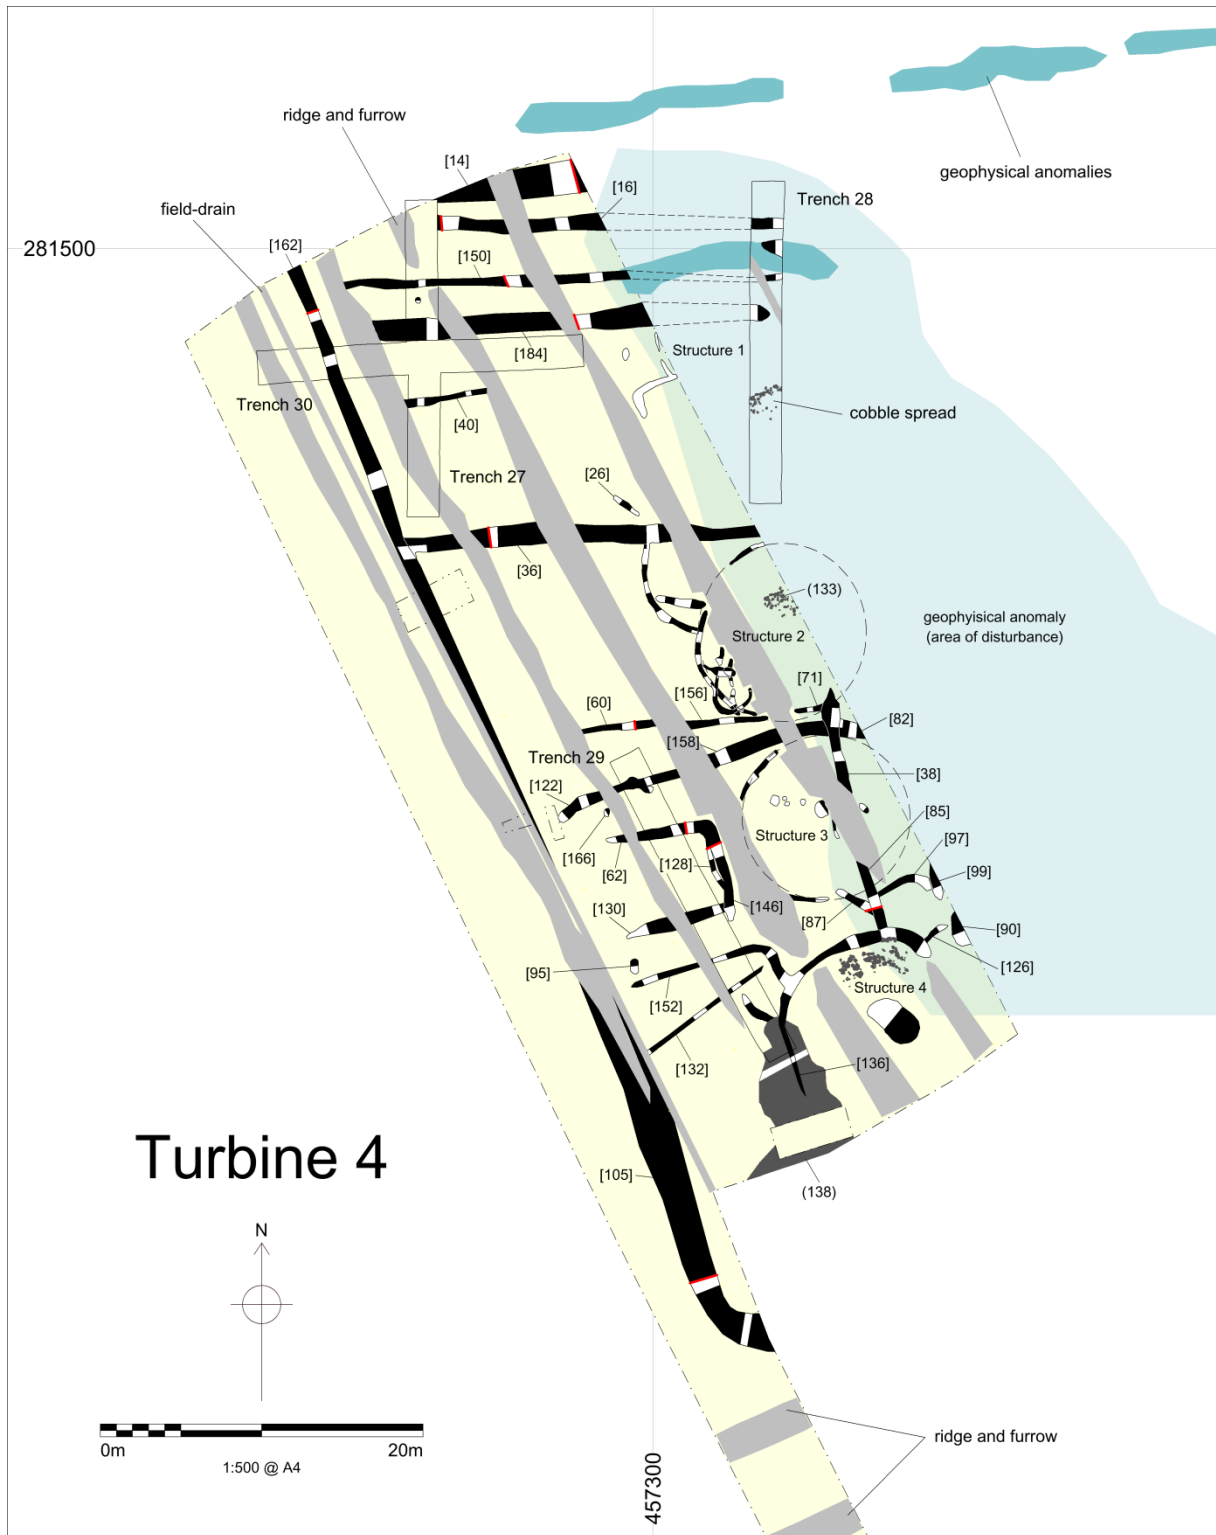 ridge and furrow
[14]
geophysical anomalies
[16]
Trench 28
field-drain
281500
[162]
[150]
Structure 1
[184]
Trench 30
cobble spread
[40]
Trench 27
[26]
[36]
(133)
geophyisical anomaly
(area of disturbance)
Structure 2
[71]
[156]
[60]
[82]
[158]
Trench 29
[38]
[122]
[85]
Structure 3
[97]
[166]
[128]
[99]
[62]
[146]
[87]
[130]
[90]
[126]
[95]
Structure 4
[152]
[132]
[136]
Turbine 4
[105]
(138)
N
0m
20m
1:500 @ A4
ridge and furrow
457300